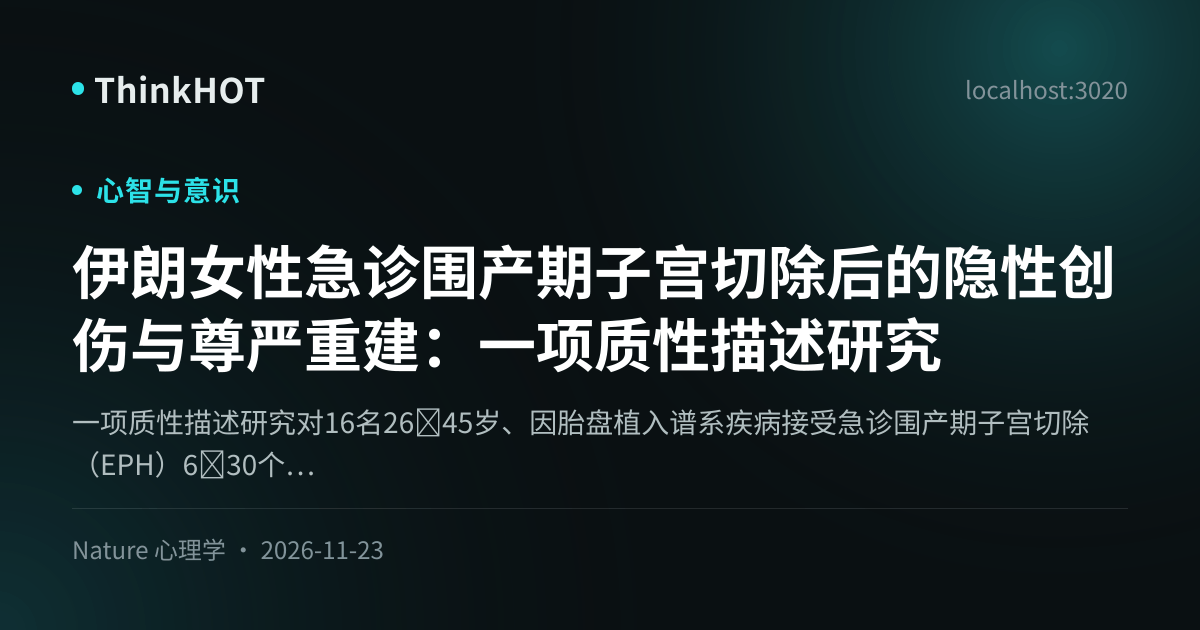 ThinkHOT
localhost:3020
心智与意识
伊朗女性急诊围产期子宫切除后的隐性创
伤与尊严重建：一项质性描述研究
一项质性描述研究对16名26□45岁、因胎盘植入谱系疾病接受急诊围产期子宫切除
（EPH）6□30个…
Nature 心理学 · 2026-11-23